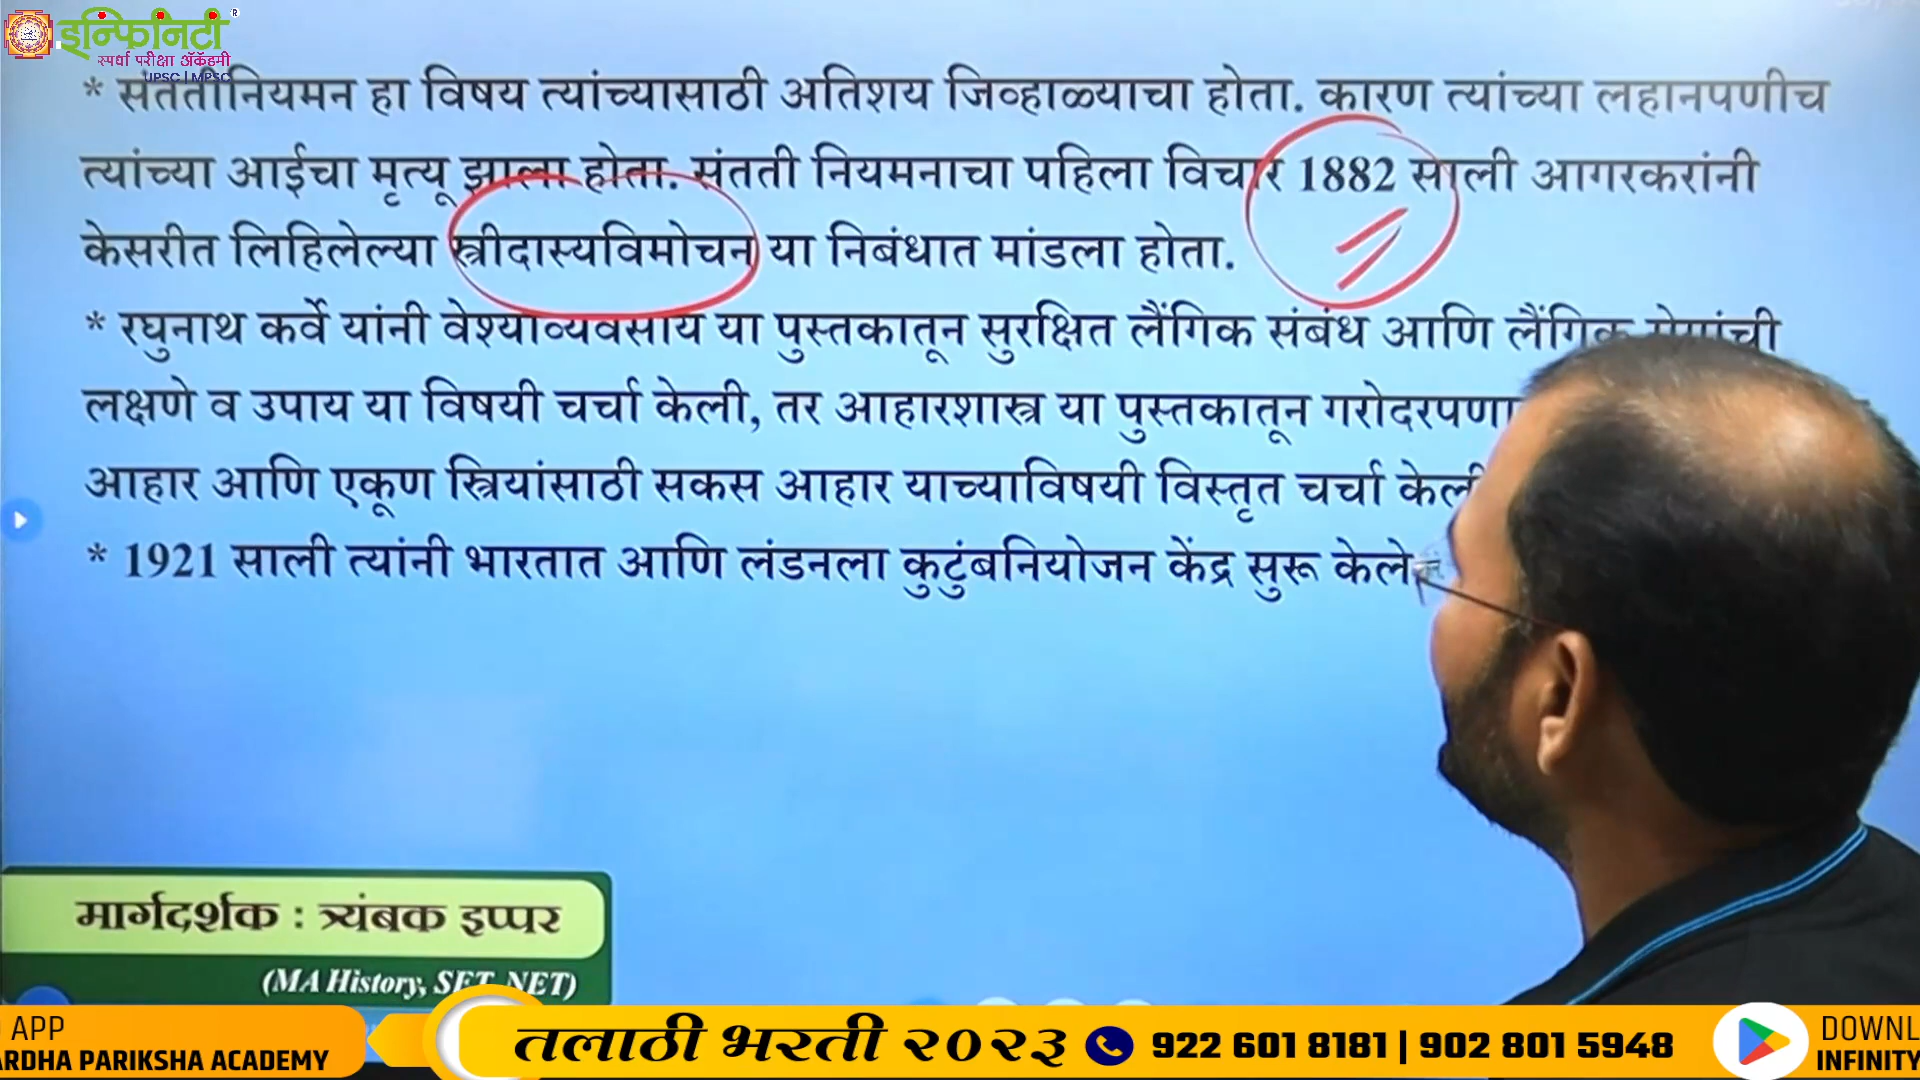 इन्फिनिटी
स्पर्धा परीक्षा ॲकॅडमी
UPSC | MPSC
* संततीनियमन हा विषय त्यांच्यासाठी अतिशय जिव्हाळ्याचा होता. कारण त्यांच्या लहानपणीच
त्यांच्या आईचा मृत्यू झाला होता. संतती नियमनाचा पहिला विचार 1882 साली आगरकरांनी
केसरीत लिहिलेल्या स्त्रीदास्यविमोचन या निबंधात मांडला होता.
* रघुनाथ कर्वे यांनी वेश्याव्यवसाय या पुस्तकातून सुरक्षित लैंगिक संबंध आणि लैंगिक
लक्षणे व उपाय या विषयी चर्चा केली, तर आहारशास्त्र या पुस्तकातून गरोदरपणा
आहार आणि एकूण स्त्रियांसाठी सकस आहार याच्याविषयी विस्तृत चर्चा केली
* 1921 साली त्यांनी भारतात आणि लंडनला कुटुंबनियोजन केंद्र सुरू केले
मार्गदर्शक : त्र्यंबक इप्पर
(MA History, SET, NET)
APP
ARDHA PARIKSHA ACADEMY
तलाठी भरती २०२३ 922 601 8181 | 902 801 5948
DOWNL
INFINITY